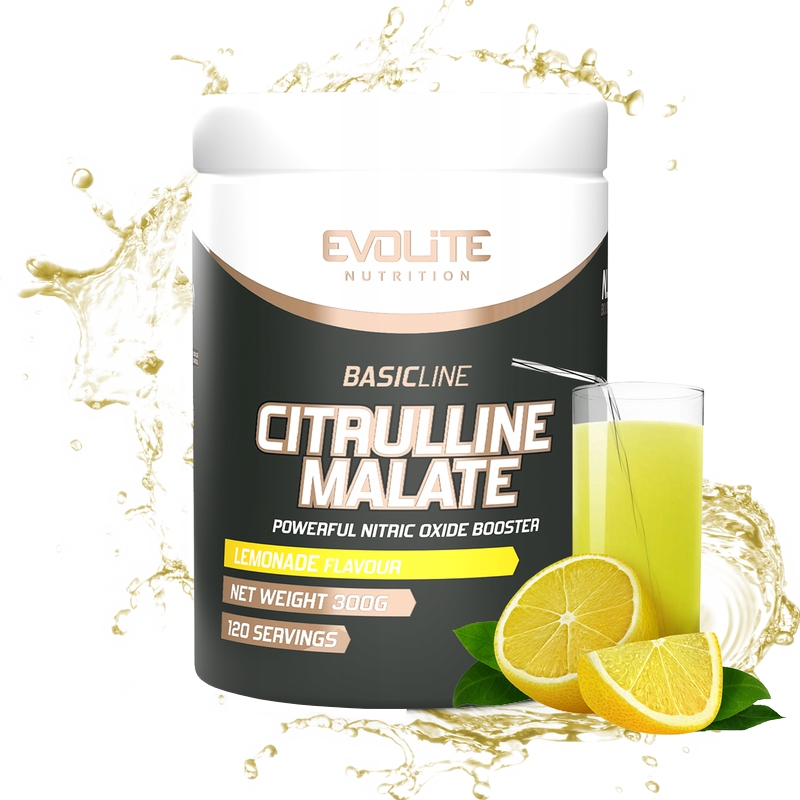 EVOLiTE
NUTRITION
BASICLINE
CITRULLINE
MALATE
POWERFUL NITRIC OXIDE BOOSTER
LEMONADE FLAVOUR
NET WEIGHT 300G
120 SERVINGS